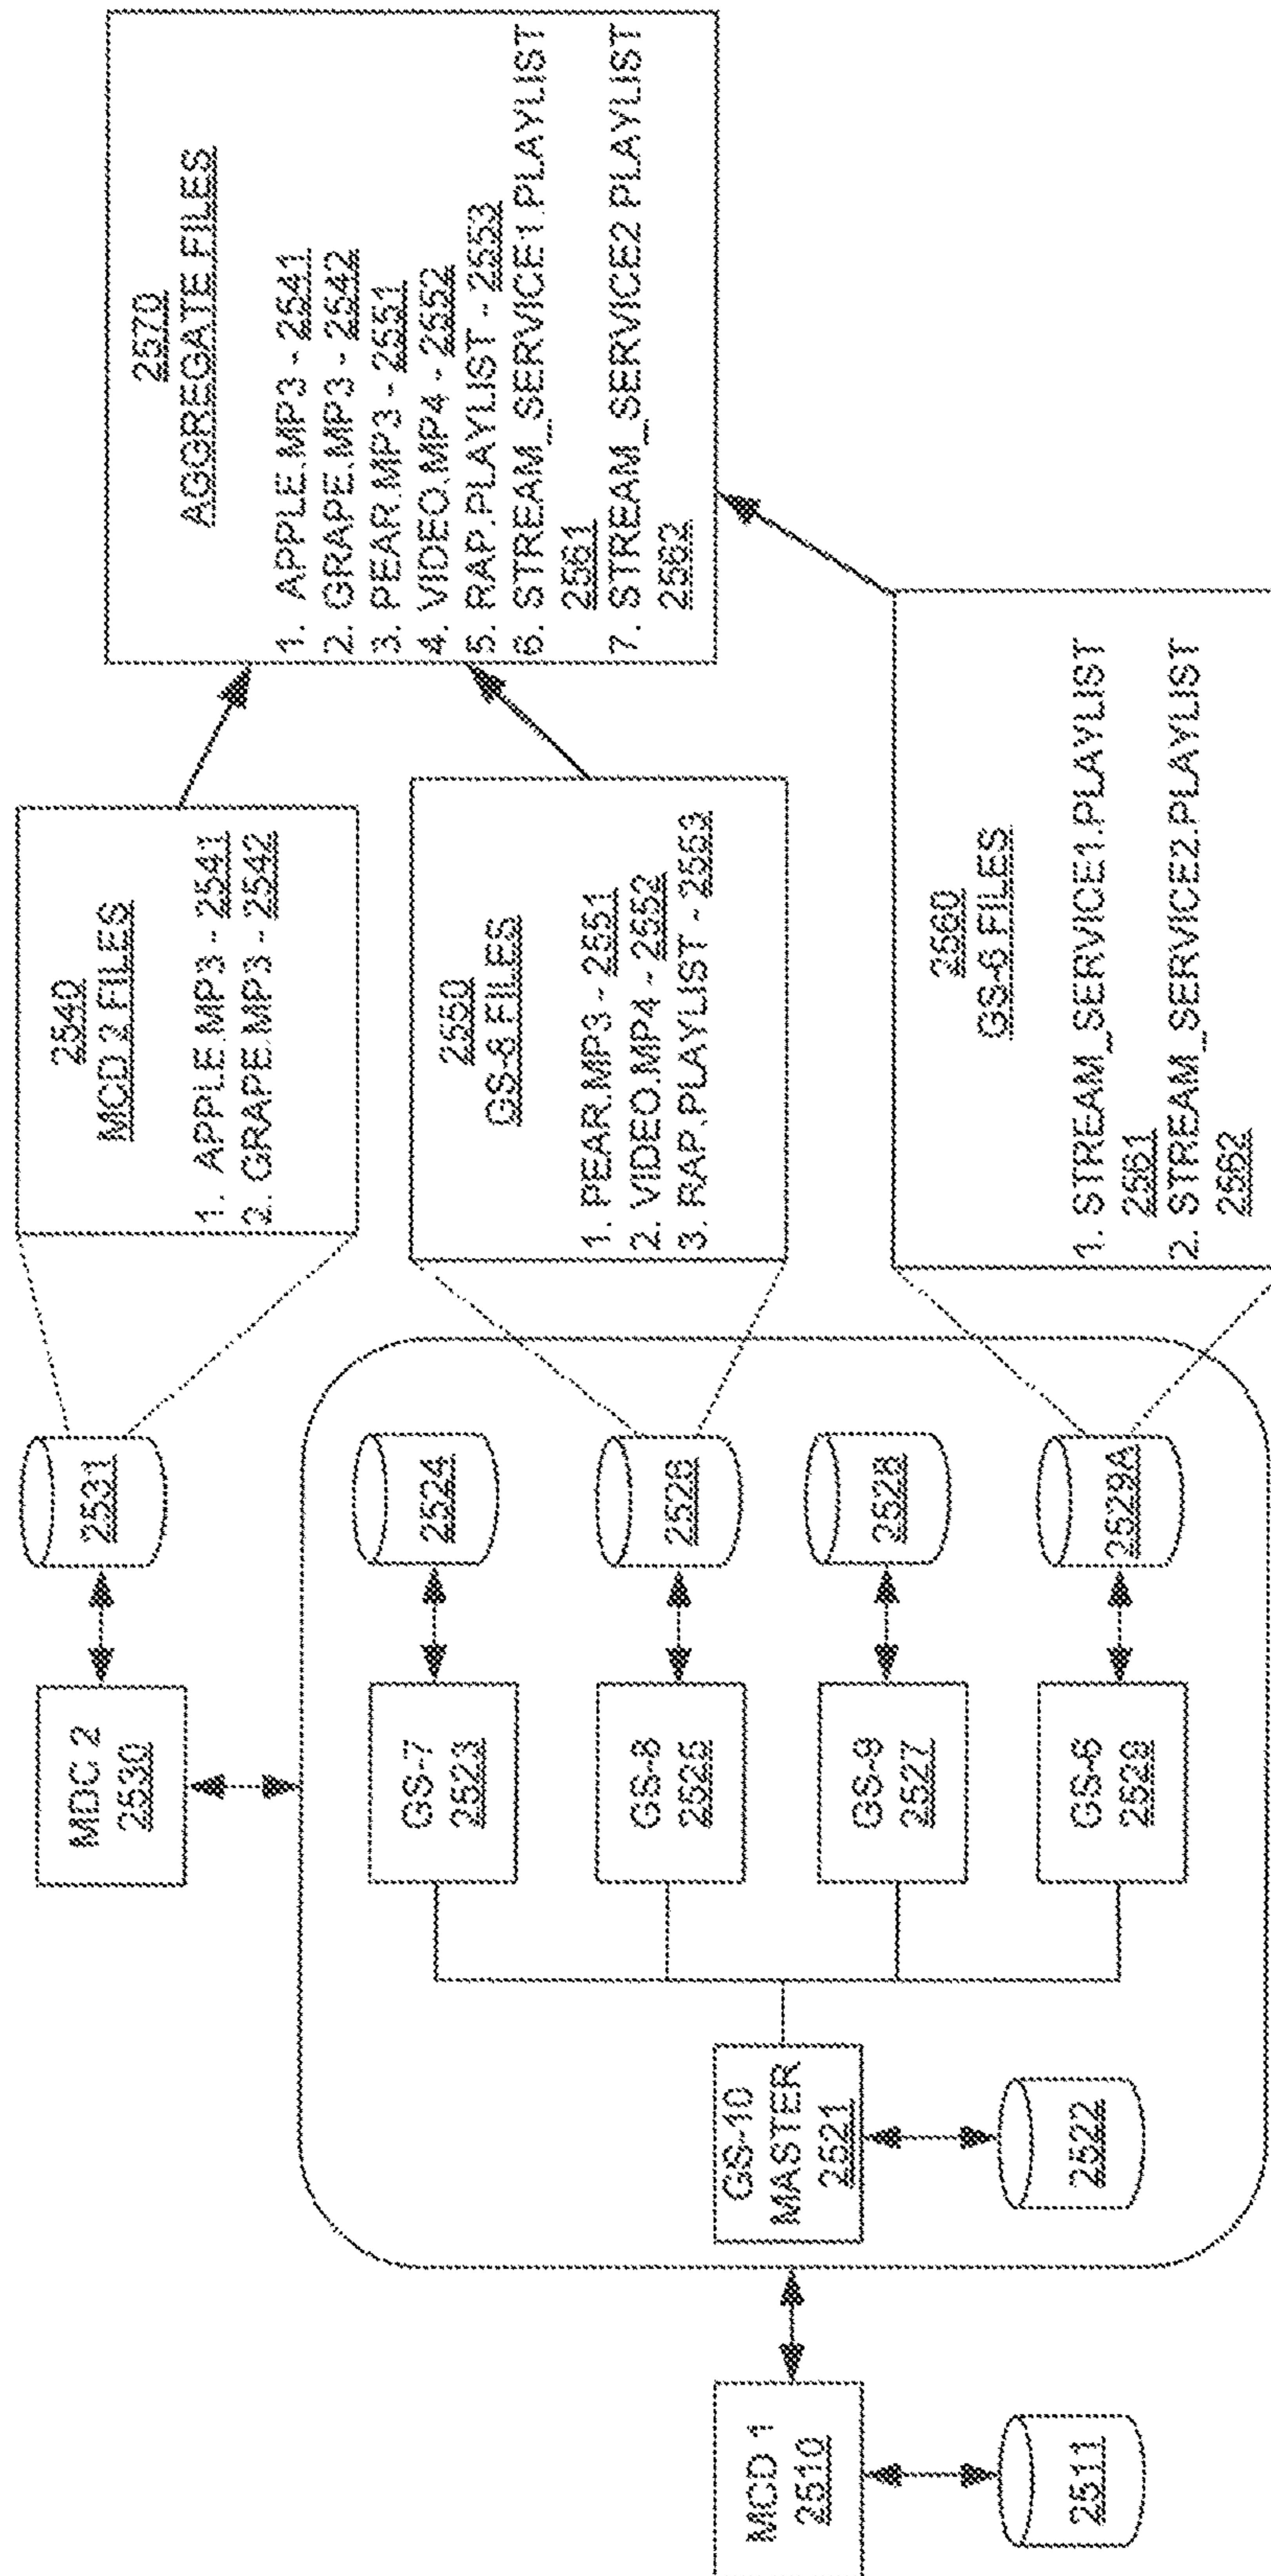 MCD 1
2510
2511
GS-10
MASTER
2521
2522
MDC 2
2530
2531
GS-7
2523
2524
GS-8
2525
2526
GS-9
2527
2528
GS-6
2529
2529A
2540
MCD 2 FILES
1. APPLE.MP3 - 2541
2. GRAPE.MP3 - 2542
2550
GS-8 FILES
1. PEAR.MP3 - 2551
2. VIDEO.MP4 - 2552
3. RAP.PLAYLIST - 2553
2560
GS-6 FILES
1. STREAM_SERVICE1.PLAYLIST
2561
2. STREAM_SERVICE2.PLAYLIST
2562
2570
AGGREGATE FILES
1. APPLE.MP3 - 2541
2. GRAPE.MP3 - 2542
3. PEAR.MP3 - 2551
4. VIDEO.MP4 - 2552
5. RAP.PLAYLIST - 2553
6. STREAM_SERVICE1.PLAYLIST
2561
7. STREAM_SERVICE2.PLAYLIST
2562